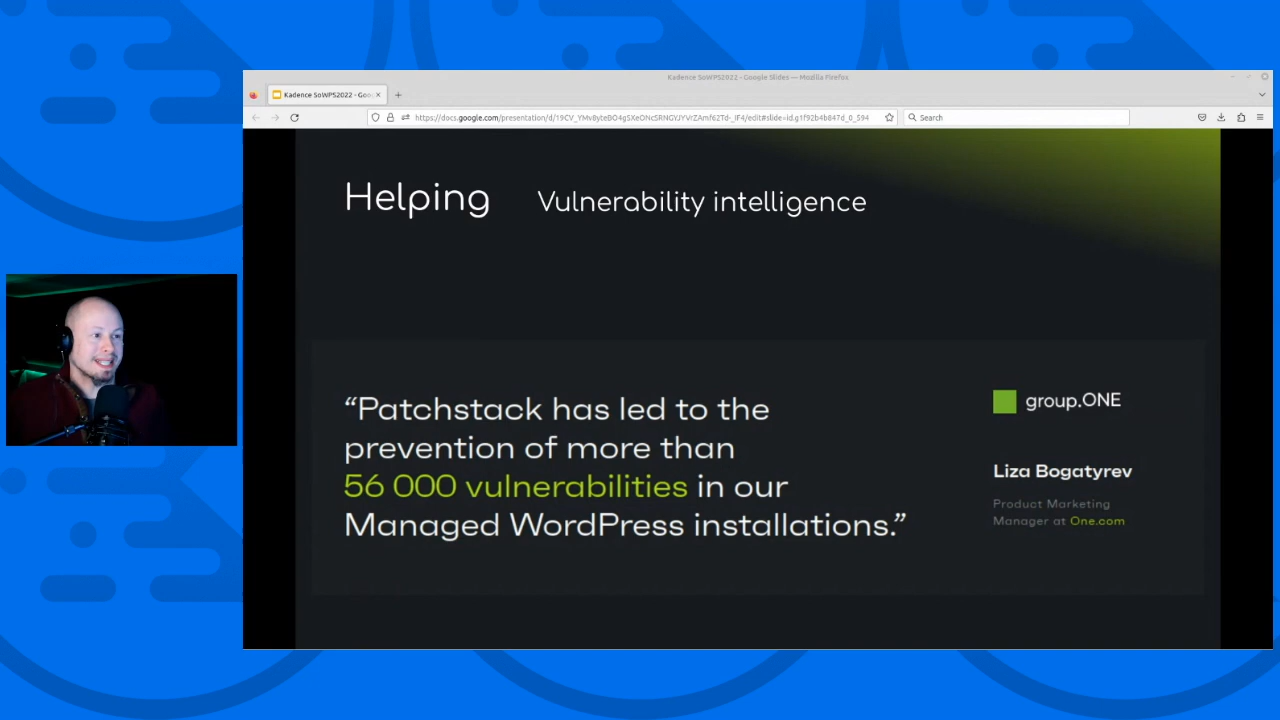 Kadence SoWPS2022 - Google Slides — Mozilla Firefox
Kadence SoWPS2022 - Goo
Search
Helping
Vulnerability intelligence
“Patchstack has led to the
prevention of more than
56 000 vulnerabilities in our
Managed WordPress installations.”
group.ONE
Liza Bogatyrev
Product Marketing
Manager at One.com